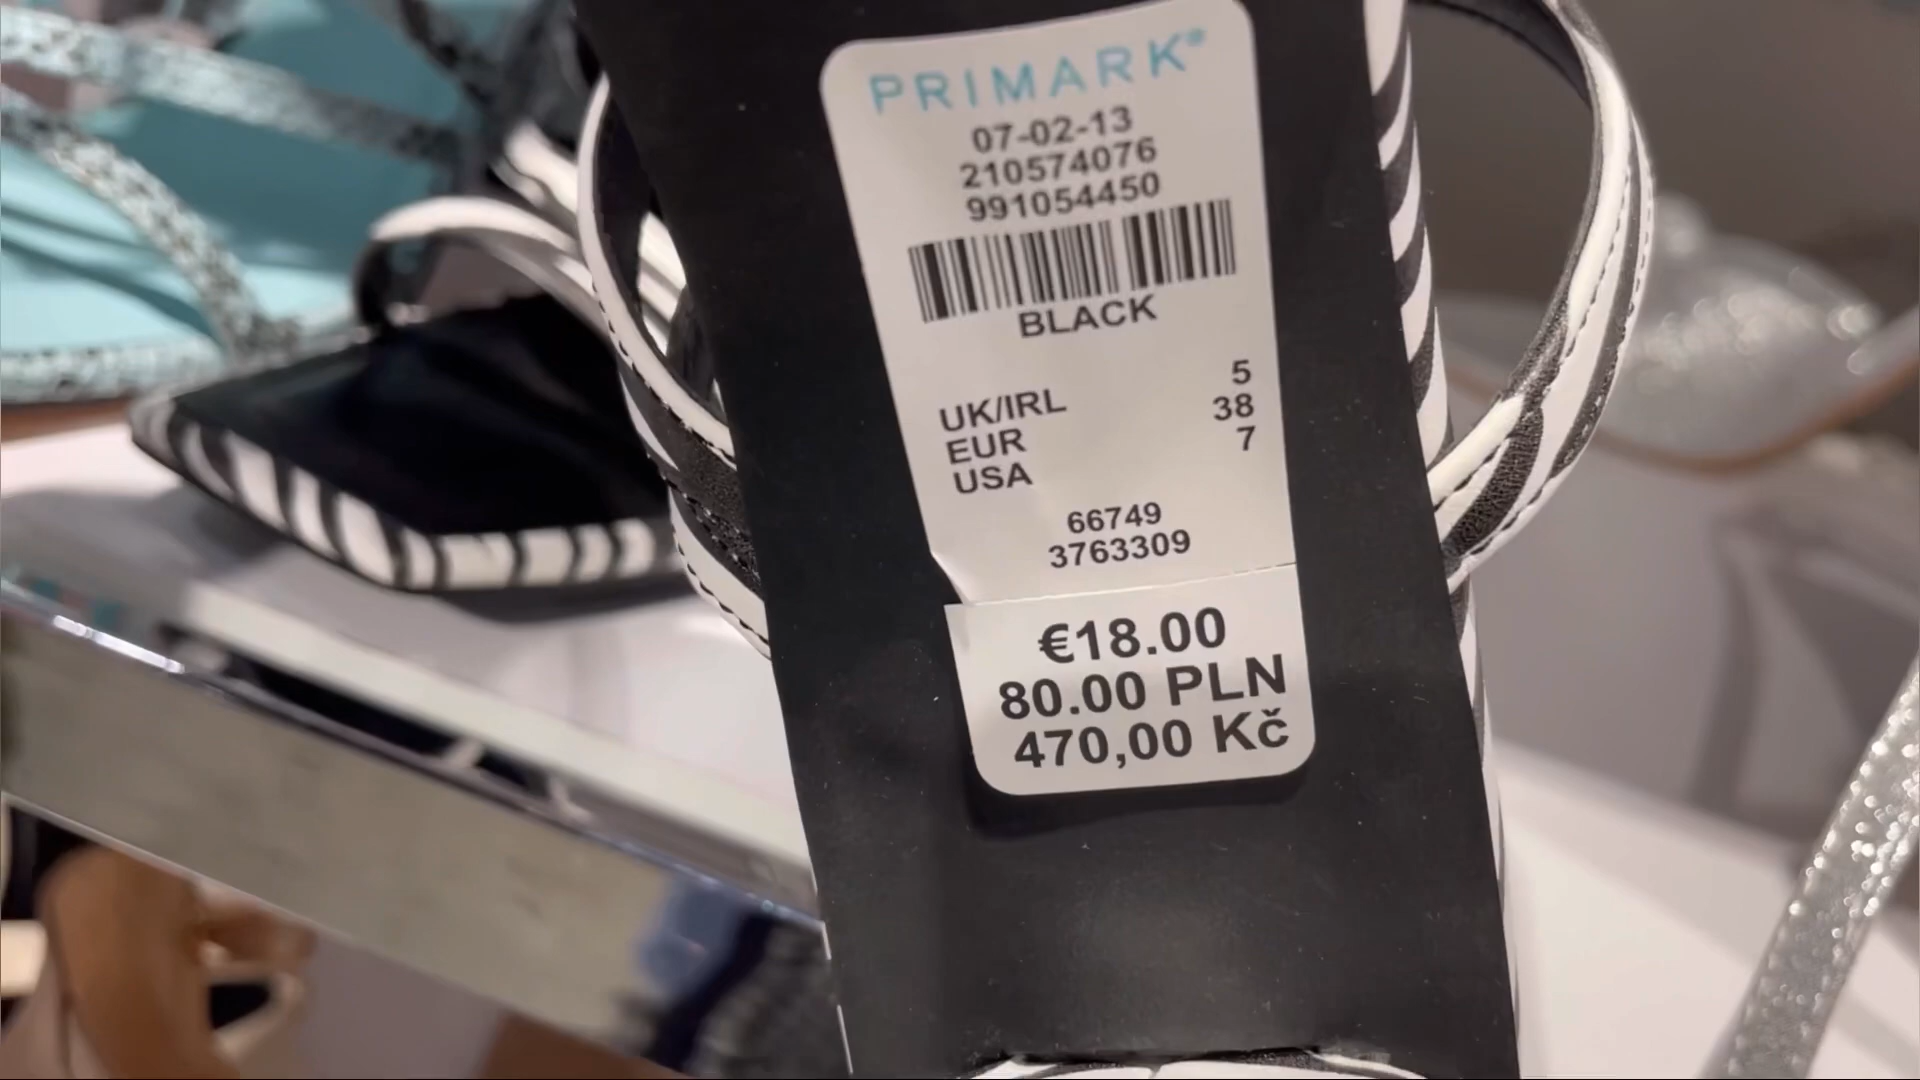 PRIMARK®
07-02-13
210574076
991054450
BLACK
UK/IRL 5
EUR 38
USA 7
66749
3763309
€18.00
80.00 PLN
470,00 Kč